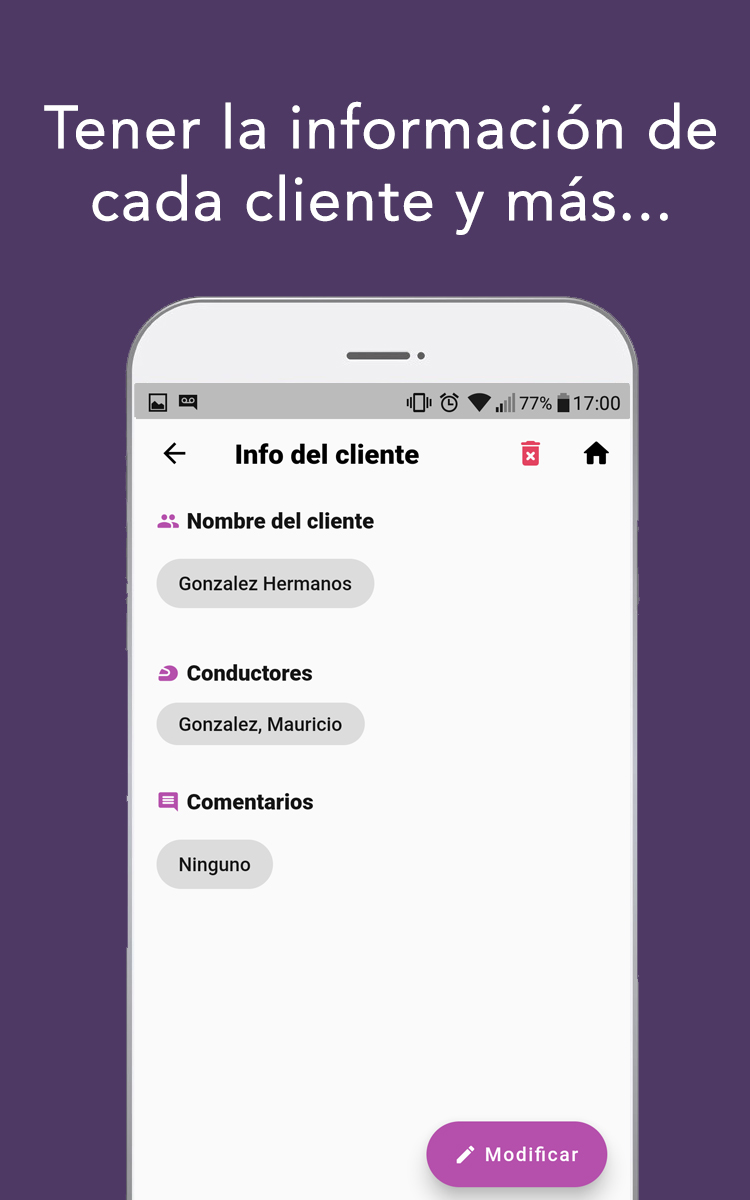 Tener la información de
cada cliente y más...
77% 17:00
Info del cliente
Nombre del cliente
Gonzalez Hermanos
Conductores
Gonzalez, Mauricio
Comentarios
Ninguno
Modificar